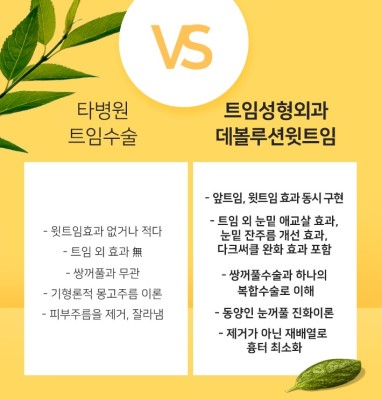 VS
타병원
트임수술
트임성형외과
데볼루션윗트임
- 윗트임효과 없거나 적다
- 트임 외 효과 無
- 쌍꺼풀과 무관
- 기형론적 몽고주름 이론
- 피부주름을 제거, 잘라냄
- 앞트임, 윗트임 효과 동시 구현
- 트임 외 눈밑 애교살 효과,
눈밑 잔주름 개선 효과,
다크써클 완화 효과 포함
- 쌍꺼풀수술과 하나의
복합수술로 이해
- 동양인 눈꺼풀 진화이론
- 제거가 아닌 재배열로
흉터 최소화